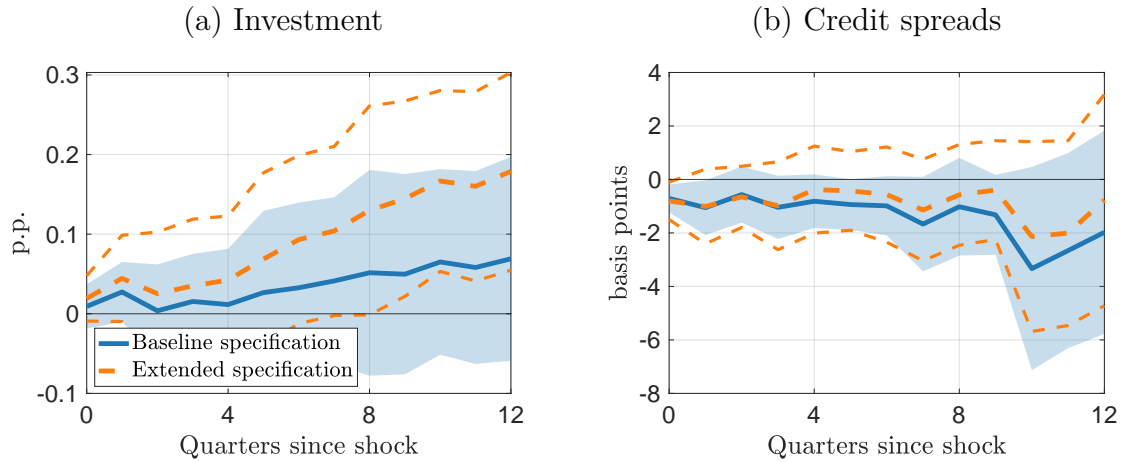 (a) Investment
p.p.
0.3
0.2
0.1
0
-0.1
Baseline specification
Extended specification
0
4
8
12
Quarters since shock
(b) Credit spreads
basis points
4
2
0
-2
-4
-6
-8
0
4
8
12
Quarters since shock